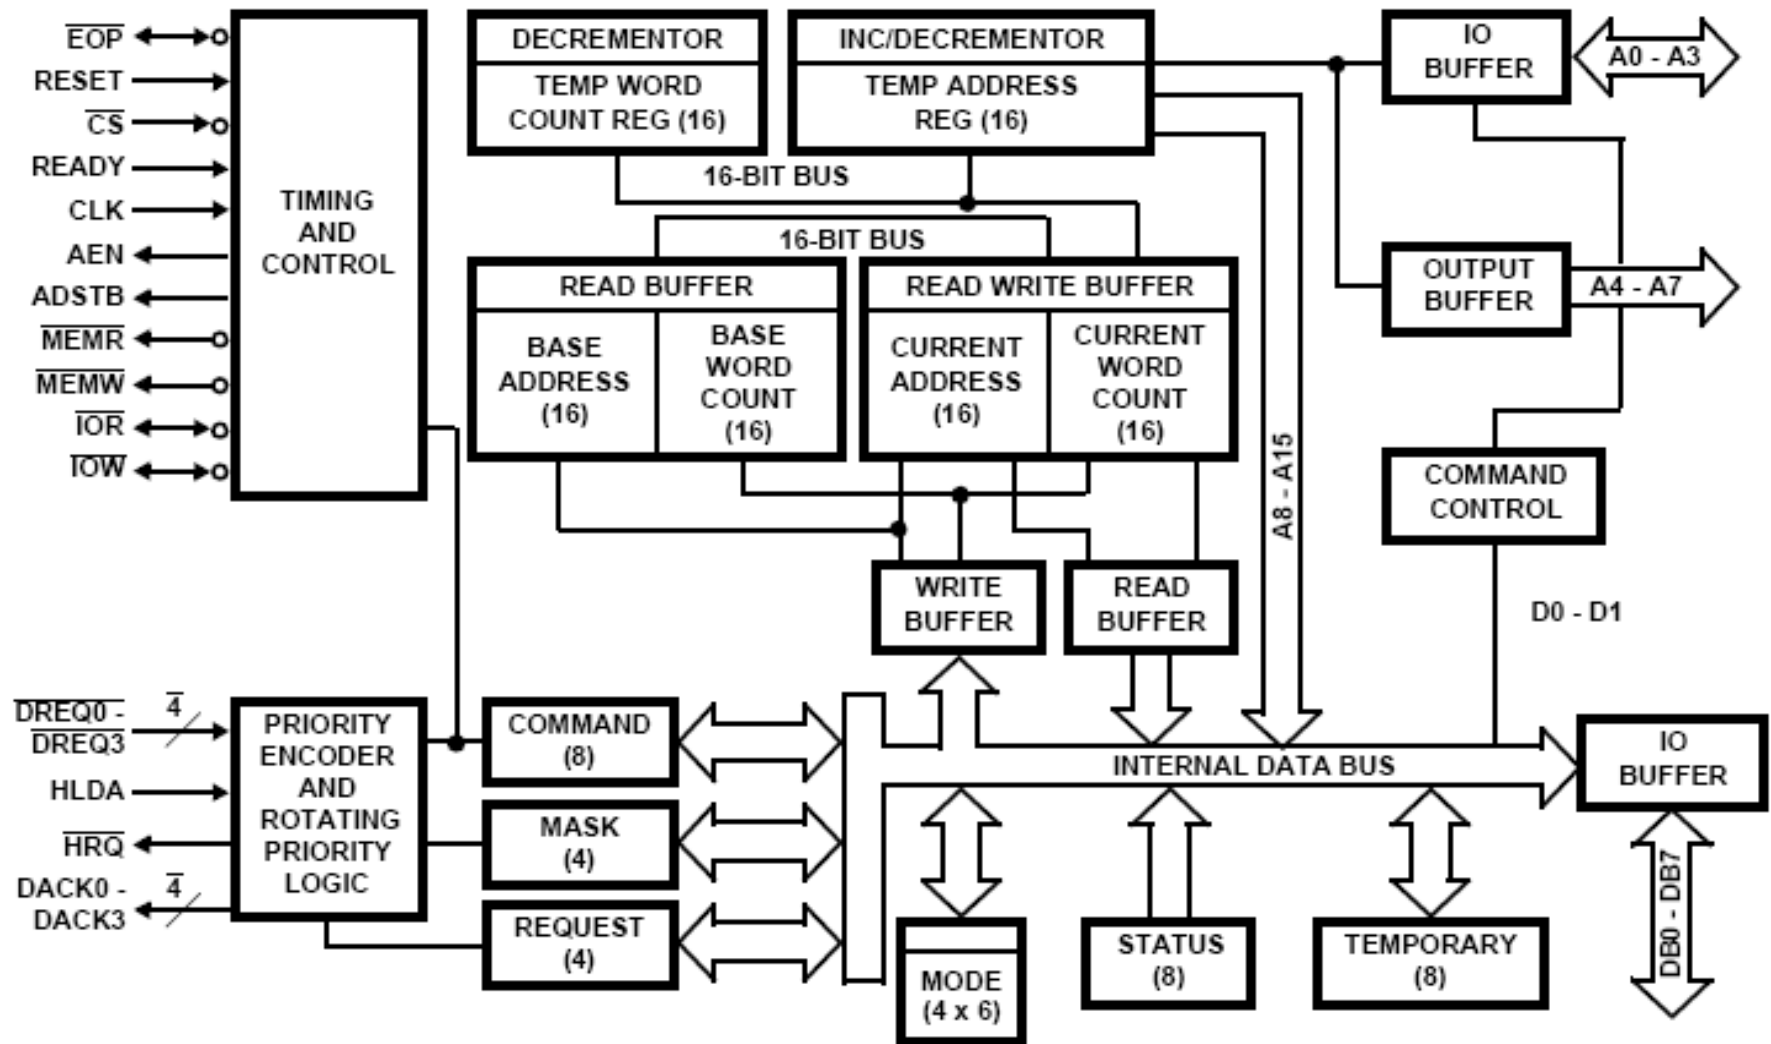 EOP
RESET
CS
READY
CLK
AEN
ADSTB
MEMR
MEMW
IOR
IOW
TIMING
AND
CONTROL
DECREMENTOR
TEMP WORD
COUNT REG (16)
INC/DECREMENTOR
TEMP ADDRESS
REG (16)
IO
BUFFER
A0 - A3
16-BIT BUS
16-BIT BUS
READ BUFFER
BASE
ADDRESS
(16)
BASE
WORD
COUNT
(16)
READ WRITE BUFFER
CURRENT
ADDRESS
(16)
CURRENT
WORD
COUNT
(16)
OUTPUT
BUFFER
A4 - A7
A8 - A15
COMMAND
CONTROL
WRITE
BUFFER
READ
BUFFER
D0 - D1
DREQ0 -
DREQ3
4
HLDA
HRQ
DACK0 -
DACK3
4
PRIORITY
ENCODER
AND
ROTATING
PRIORITY
LOGIC
COMMAND
(8)
MASK
(4)
REQUEST
(4)
INTERNAL DATA BUS
IO
BUFFER
MODE
(4 x 6)
STATUS
(8)
TEMPORARY
(8)
DB0 - DB7